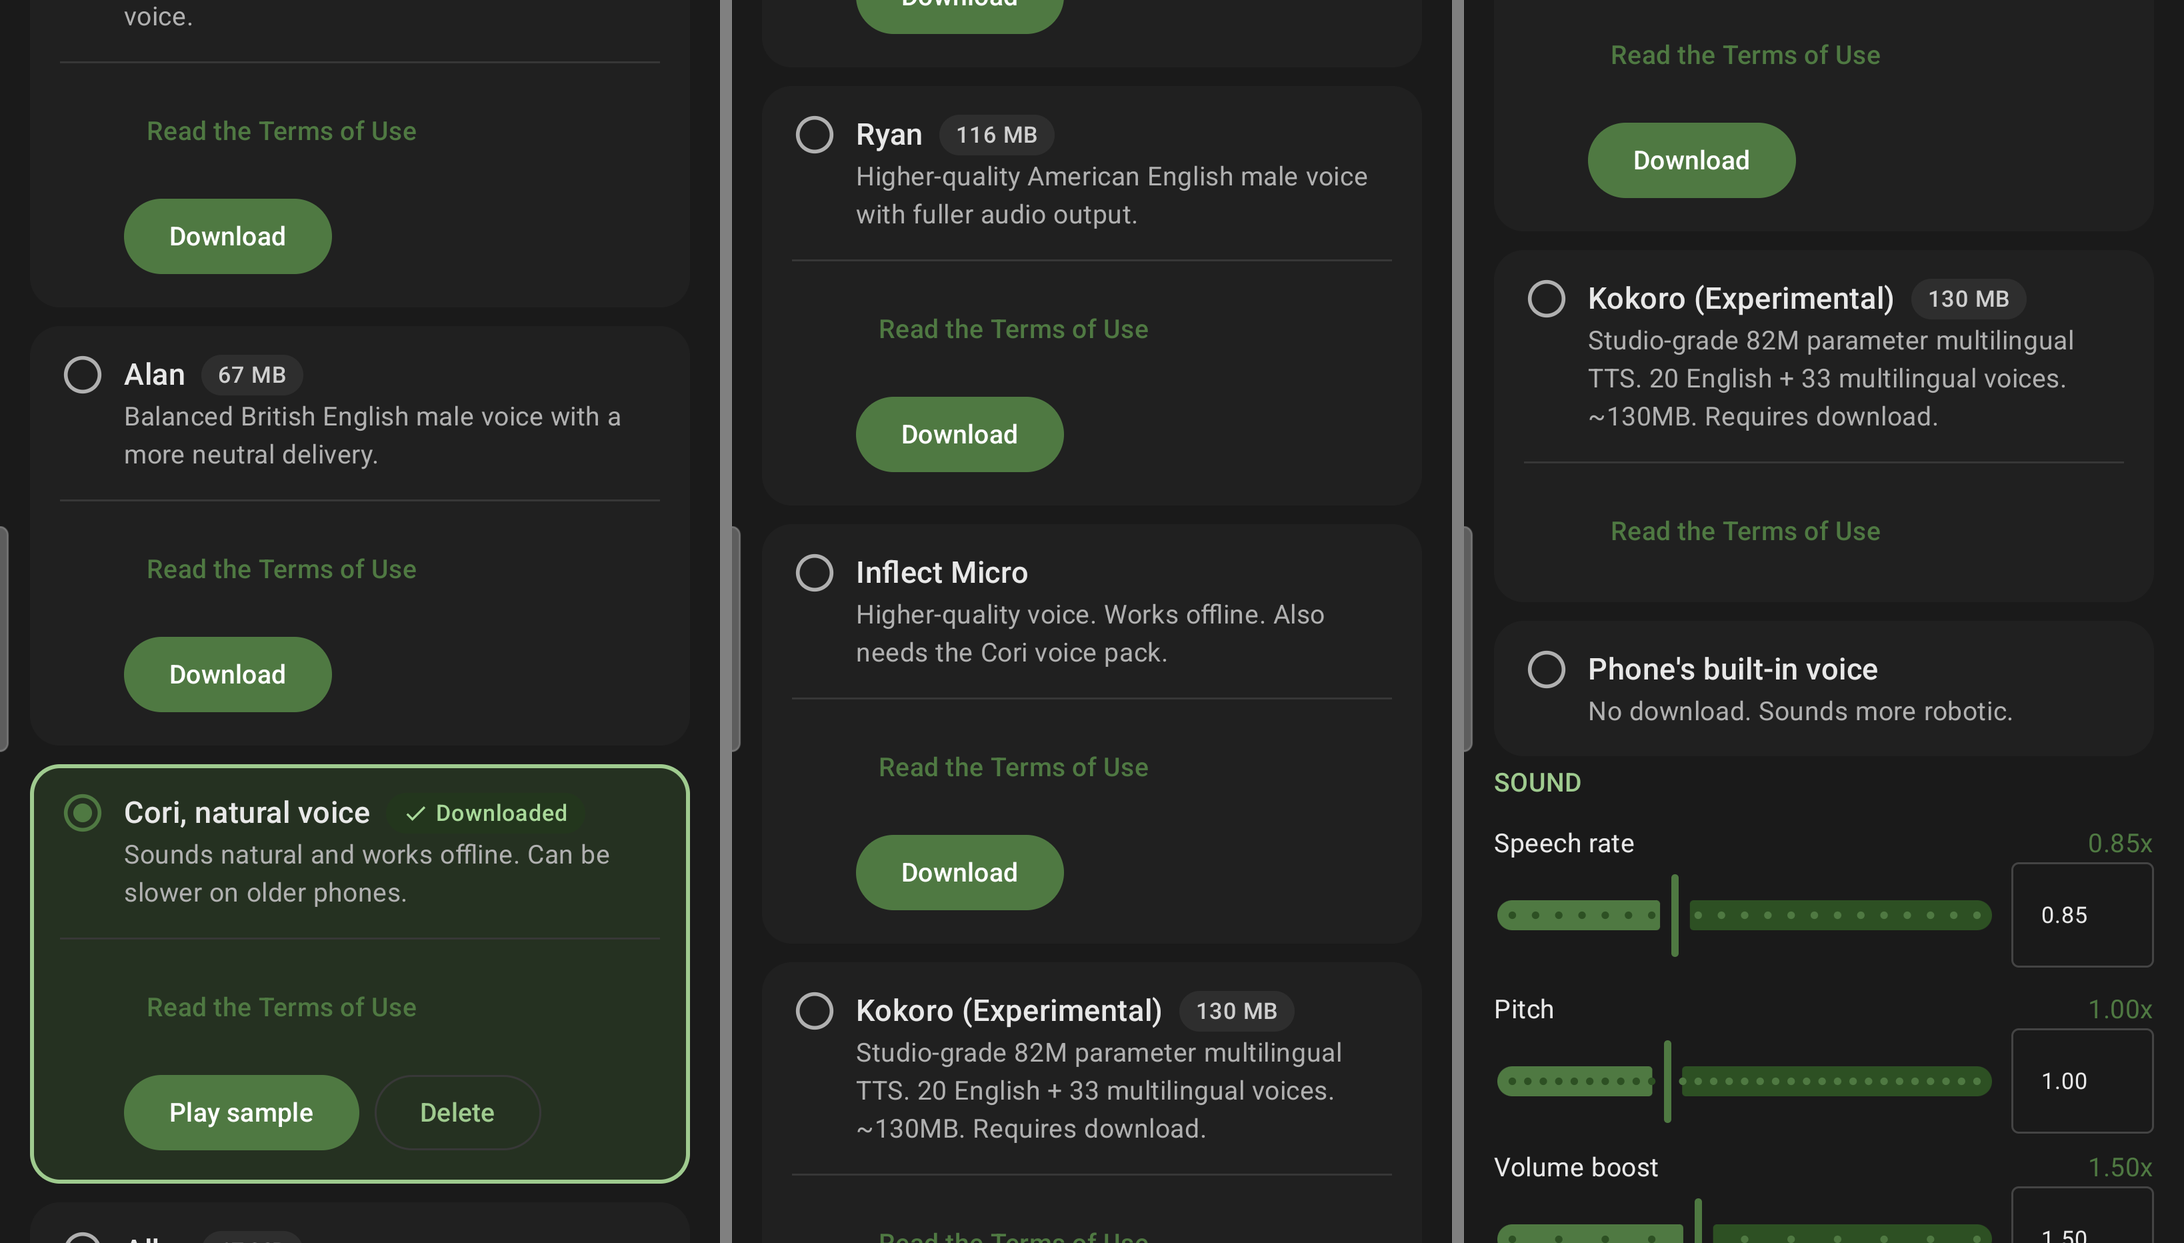 voice.
Read the Terms of Use
Download
Alan 67 MB
Balanced British English male voice with a
more neutral delivery.
Read the Terms of Use
Download
Cori, natural voice ✓ Downloaded
Sounds natural and works offline. Can be
slower on older phones.
Read the Terms of Use
Play sample Delete
Download
Ryan 116 MB
Higher-quality American English male voice
with fuller audio output.
Read the Terms of Use
Download
Inflect Micro
Higher-quality voice. Works offline. Also
needs the Cori voice pack.
Read the Terms of Use
Download
Kokoro (Experimental) 130 MB
Studio-grade 82M parameter multilingual
TTS. 20 English + 33 multilingual voices.
~130MB. Requires download.
Read the Terms of Use
Read the Terms of Use
Download
Kokoro (Experimental) 130 MB
Studio-grade 82M parameter multilingual
TTS. 20 English + 33 multilingual voices.
~130MB. Requires download.
Read the Terms of Use
Phone's built-in voice
No download. Sounds more robotic.
SOUND
Speech rate 0.85x
0.85
Pitch 1.00x
1.00
Volume boost 1.50x
1.50